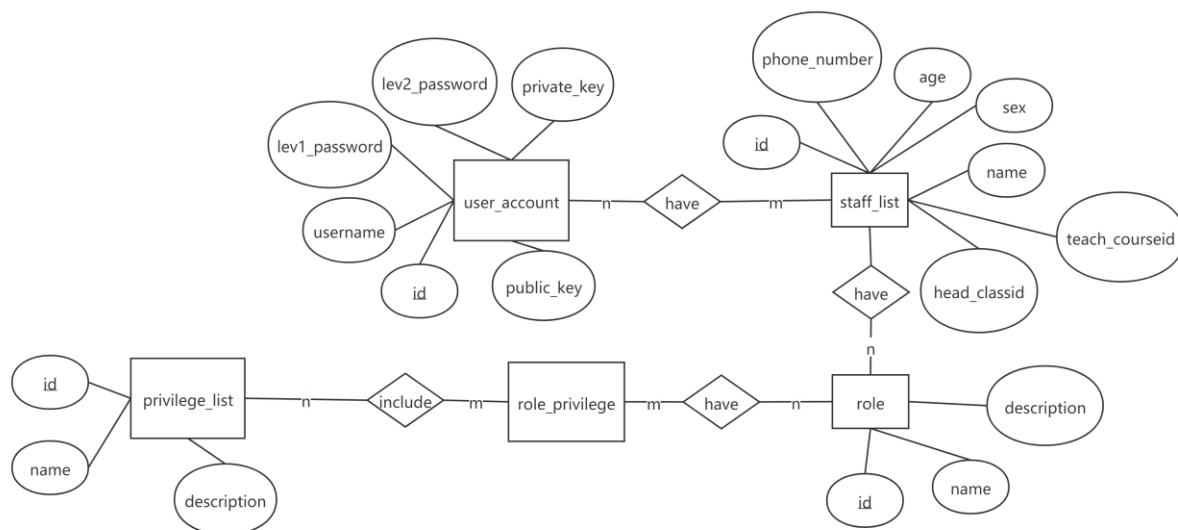 phone_number
age
lev2_password
private_key
sex
lev1_password
id
name
user_account
n
have
m
staff_list
username
teach_courseid
id
public_key
have
head_classid
n
id
privilege_list
n
include
m
role_privilege
m
have
n
role
description
name
description
id
name